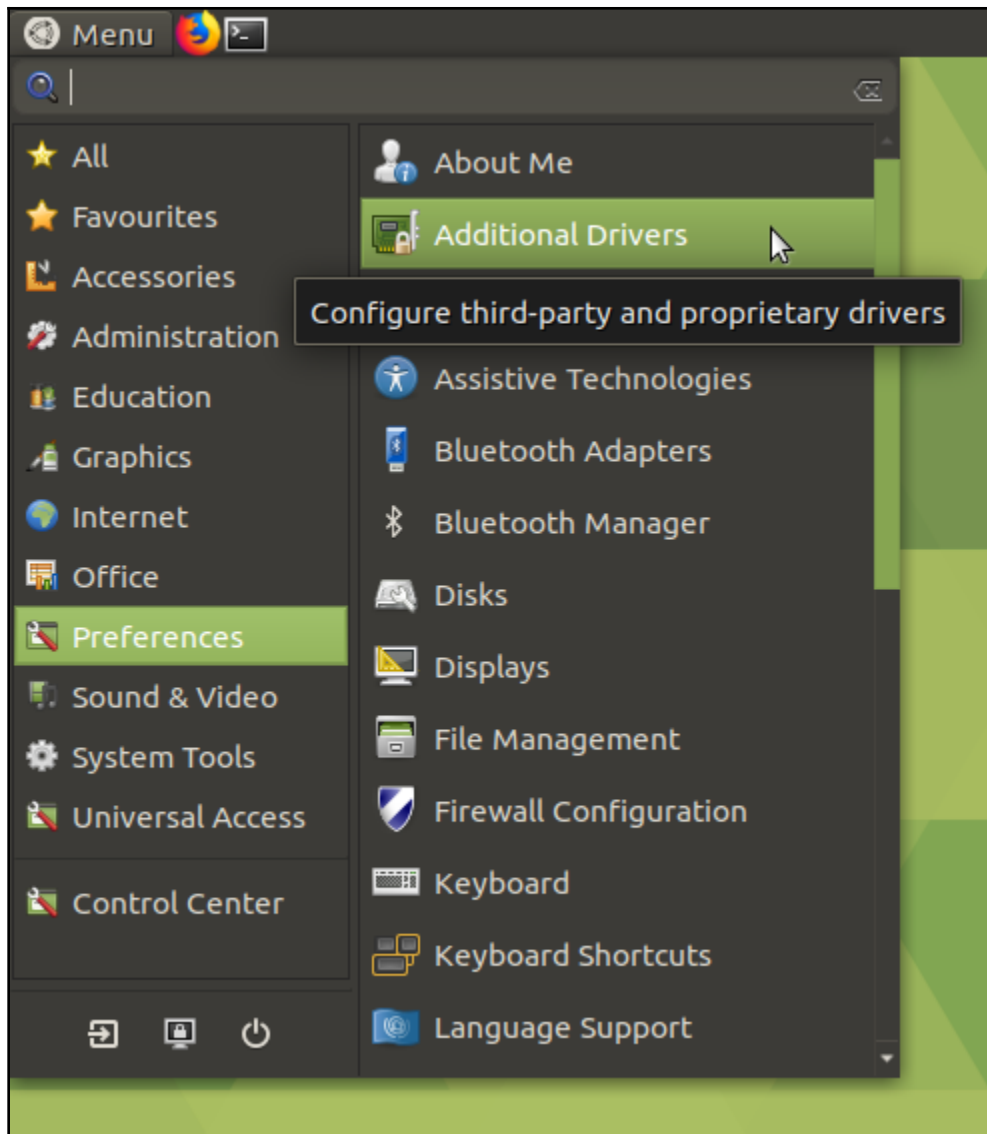 Menu
All
Favourites
Accessories
Administration
Education
Graphics
Internet
Office
Preferences
Sound & Video
System Tools
Universal Access
Control Center
About Me
Additional Drivers
Configure third-party and proprietary drivers
Assistive Technologies
Bluetooth Adapters
Bluetooth Manager
Disks
Displays
File Management
Firewall Configuration
Keyboard
Keyboard Shortcuts
Language Support